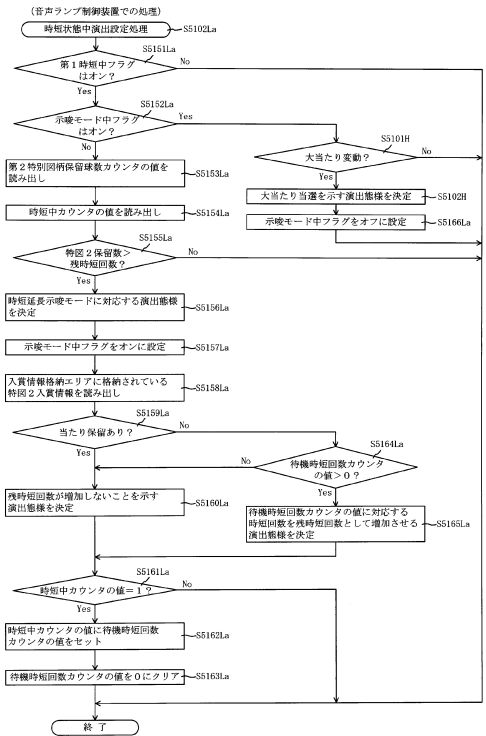 (音声ランプ制御装置での処理)
時短状態中演出設定処理
S5102La
S5151La
第1時短中フラグ
はオン?
No
Yes
S5152La
示唆モード中フラグ
はオン?
Yes
No
S5101H
大当たり変動?
No
Yes
第2特別図柄保留球数カウンタの値を
読み出し
S5153La
大当たり当選を示す演出態様を決定
S5102H
時短中カウンタの値を読み出し
S5154La
示唆モード中フラグをオフに設定
S5166La
S5155La
特図2保留数>
残時短回数?
No
Yes
時短延長示唆モードに対応する演出態様
を決定
S5156La
示唆モード中フラグをオンに設定
S5157La
入賞情報格納エリアに格納されている
特図2入賞情報を読み出し
S5158La
S5159La
当たり保留あり?
No
Yes
S5164La
待機時短回数カウンタ
の値>0?
No
Yes
残時短回数が増加しないことを示す
演出態様を決定
S5160La
待機時短回数カウンタの値に対応する
時短回数を残時短回数として増加させる
演出態様を決定
S5165La
S5161La
時短中カウンタの値=1?
No
Yes
時短中カウンタの値に待機時短回数
カウンタの値をセット
S5162La
待機時短回数カウンタの値を0にクリア
S5163La
終了